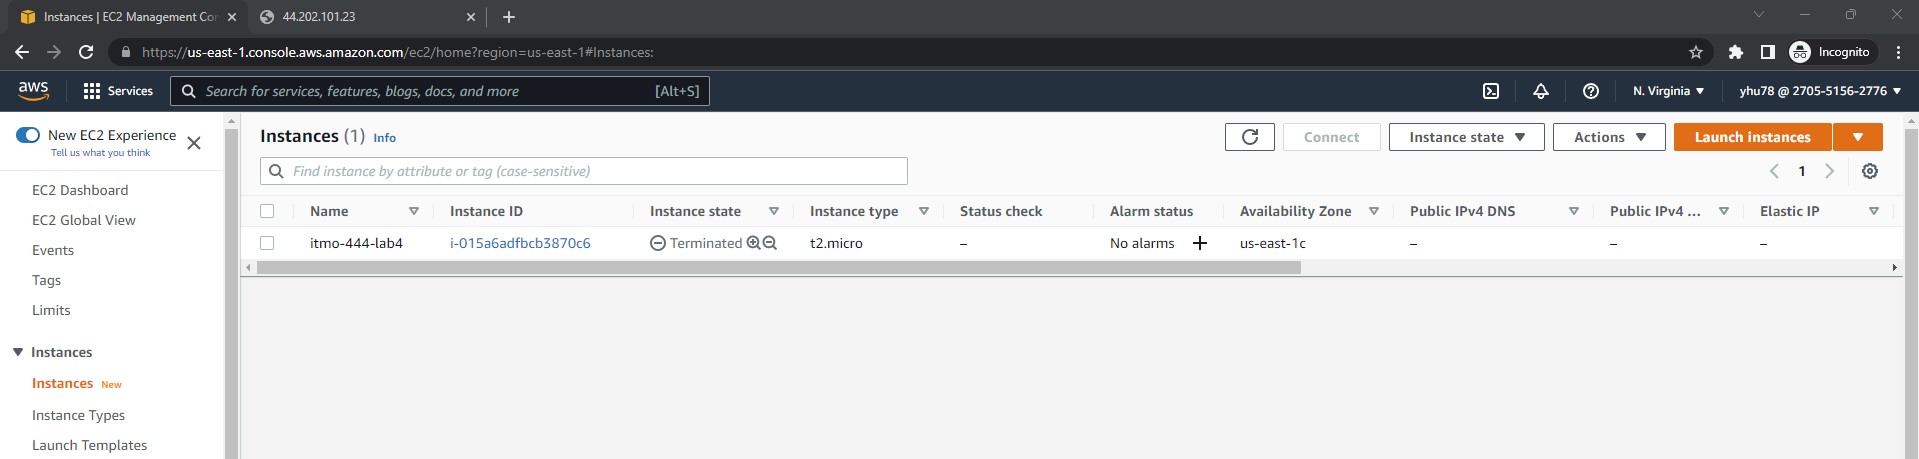 Instances | EC2 Management Con
44.202.101.23
https://us-east-1.console.aws.amazon.com/ec2/home?region=us-east-1#Instances:
Incognito
aws
Services
Search for services, features, blogs, docs, and more
[Alt+S]
N. Virginia
yhu78 @ 2705-5156-2776
New EC2 Experience
Tell us what you think
EC2 Dashboard
EC2 Global View
Events
Tags
Limits
Instances
Instances New
Instance Types
Launch Templates
Instances (1) Info
Connect
Instance state
Actions
Launch instances
Find instance by attribute or tag (case-sensitive)
1
Name Instance ID Instance state Instance type Status check Alarm status Availability Zone Public IPv4 DNS Public IPv4 ... Elastic IP
itmo-444-lab4 i-015a6adfbcb3870c6 Terminated t2.micro – No alarms + us-east-1c – – –